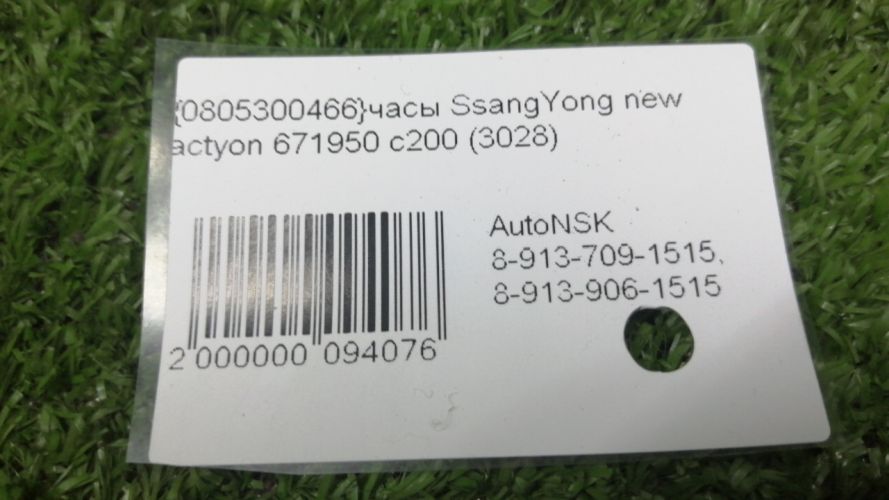 {0805300466}часы SsangYong new
actyon 671950 c200 (3028)
AutoNSK
8-913-709-1515,
8-913-906-1515
2 000000 094076